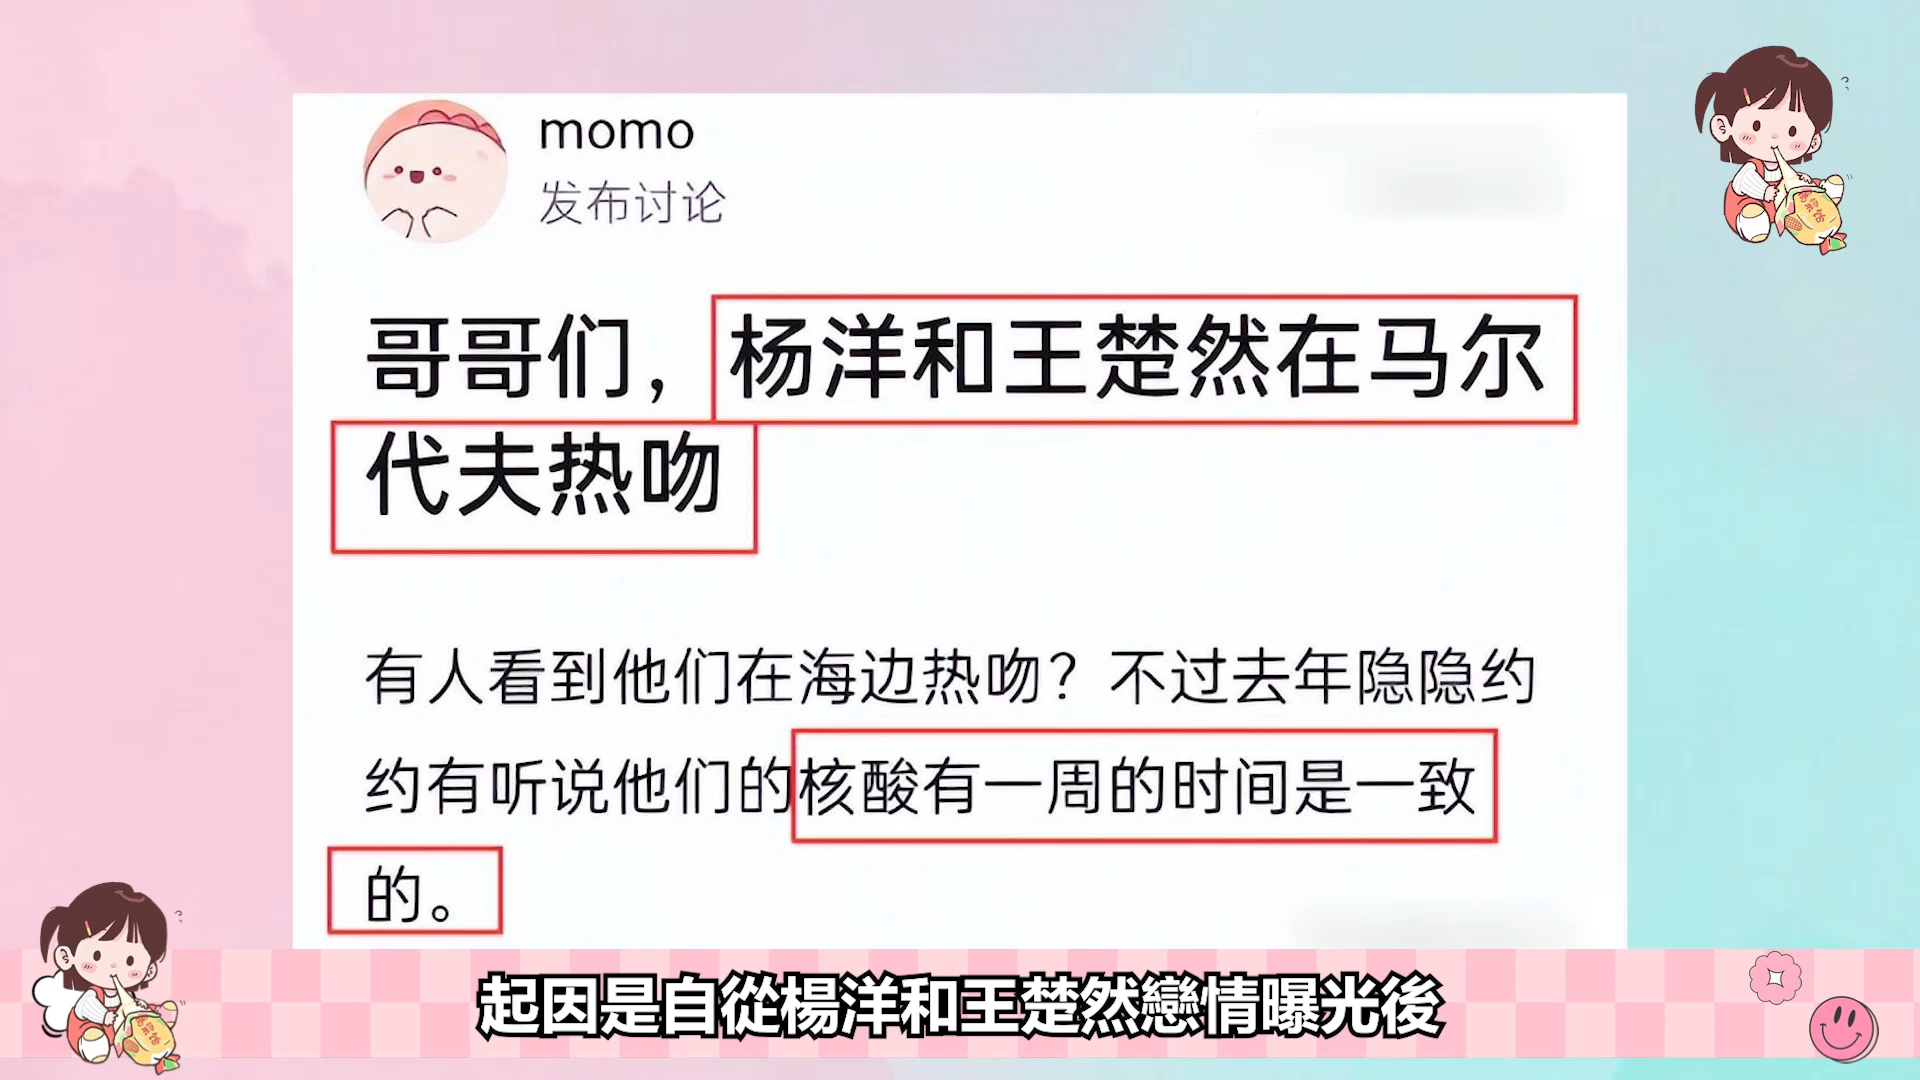 momo
发布讨论
哥哥们，杨洋和王楚然在马尔
代夫热吻
有人看到他们在海边热吻？不过去年隐隐约
约有听说他们的核酸有一周的时间是一致
的。
起因是自從楊洋和王楚然戀情曝光後